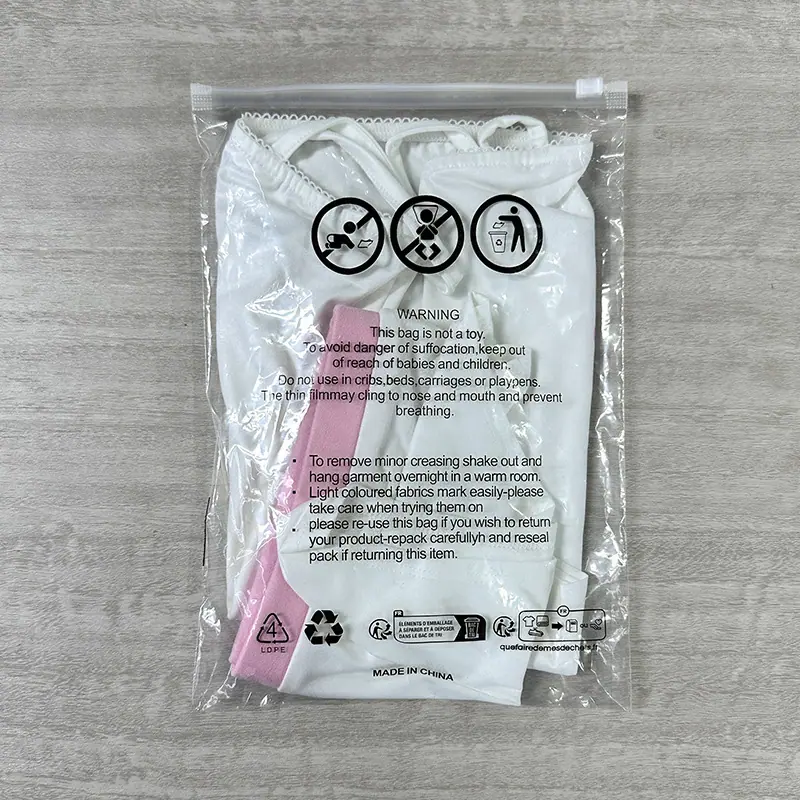 WARNING
This bag is not a toy.
To avoid danger of suffocation,keep out
of reach of babies and children.
Do not use in cribs,beds,carriages or playpens.
The thin filmmay cling to nose and mouth and prevent
breathing.
• To remove minor creasing shake out and
hang garment overnight in a warm room.
• Light coloured fabrics mark easily-please
take care when trying them on
• please re-use this bag if you wish to return
your product-repack carefullyh and reseal
pack if returning this item.
4
LDPE
FR
ÉLÉMENTS D'EMBALLAGE
À SÉPARER ET À DÉPOSER
DANS LE BAC DE TRI
FR
OU
quefairedemesdechets.fr
MADE IN CHINA